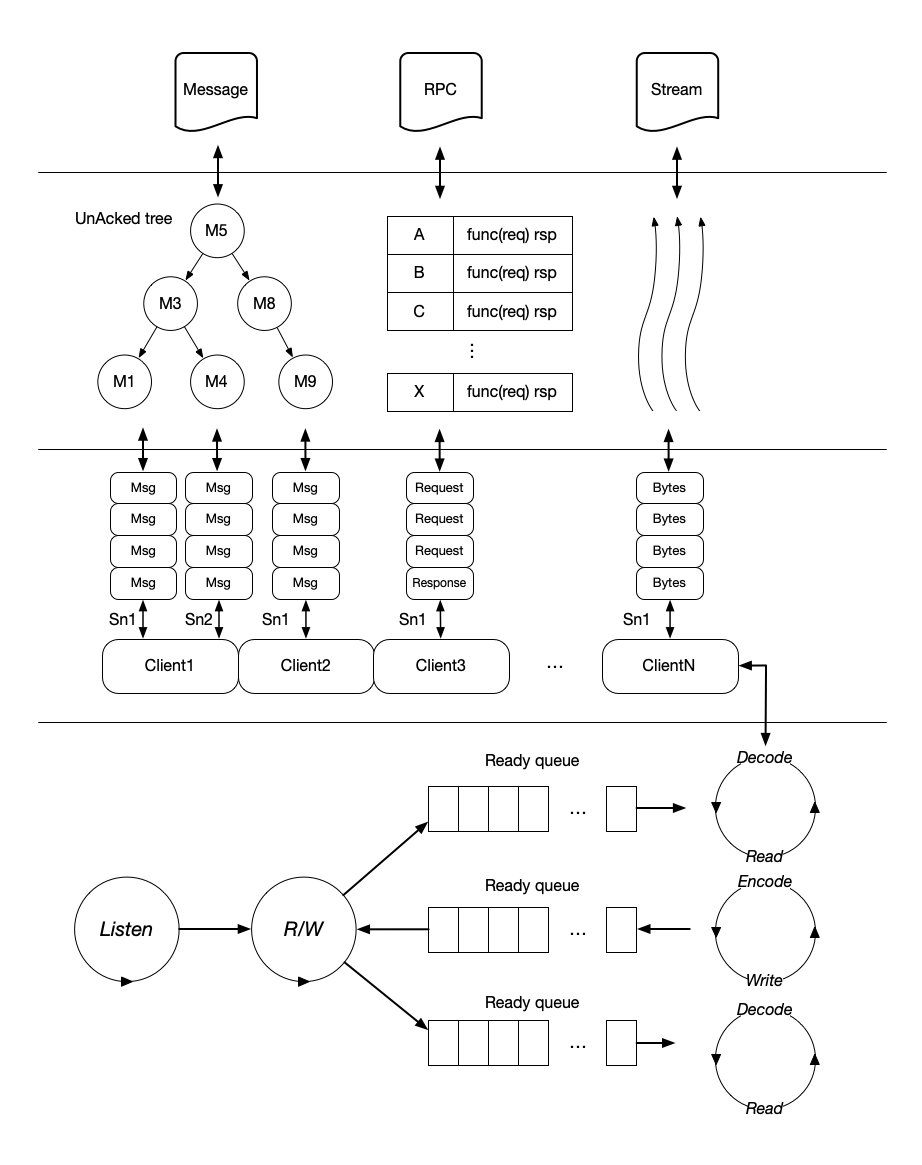 Message
RPC
Stream
UnAcked tree
M5
M3
M8
M1
M4
M9
A func(req) rsp
B func(req) rsp
C func(req) rsp
⋮
X func(req) rsp
Msg Msg Msg Request Bytes
Msg Msg Msg Request Bytes
Msg Msg Msg Request Bytes
Msg Msg Msg Response Bytes
Sn1 Sn2 Sn1 Sn1 Sn1
Client1 Client2 Client3 ... ClientN
Ready queue
...
Decode
Read
Listen
R/W
Ready queue
...
Encode
Write
Ready queue
...
Decode
Read